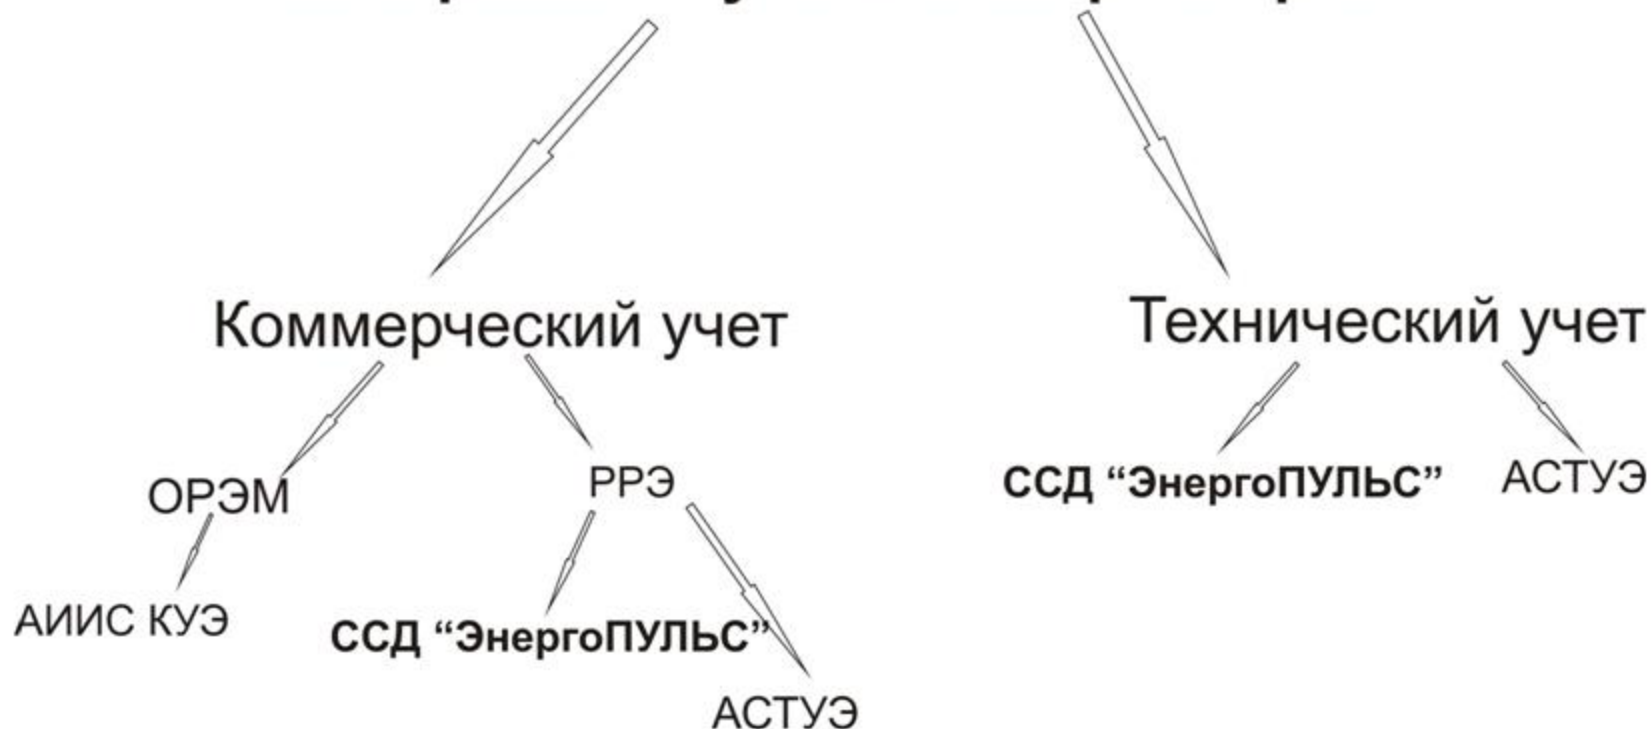 Коммерческий учет
Технический учет
ОРЭМ
РРЭ
ССД “ЭнергоПУЛЬС”
АСТУЭ
АИИС КУЭ
ССД “ЭнергоПУЛЬС”
АСТУЭ